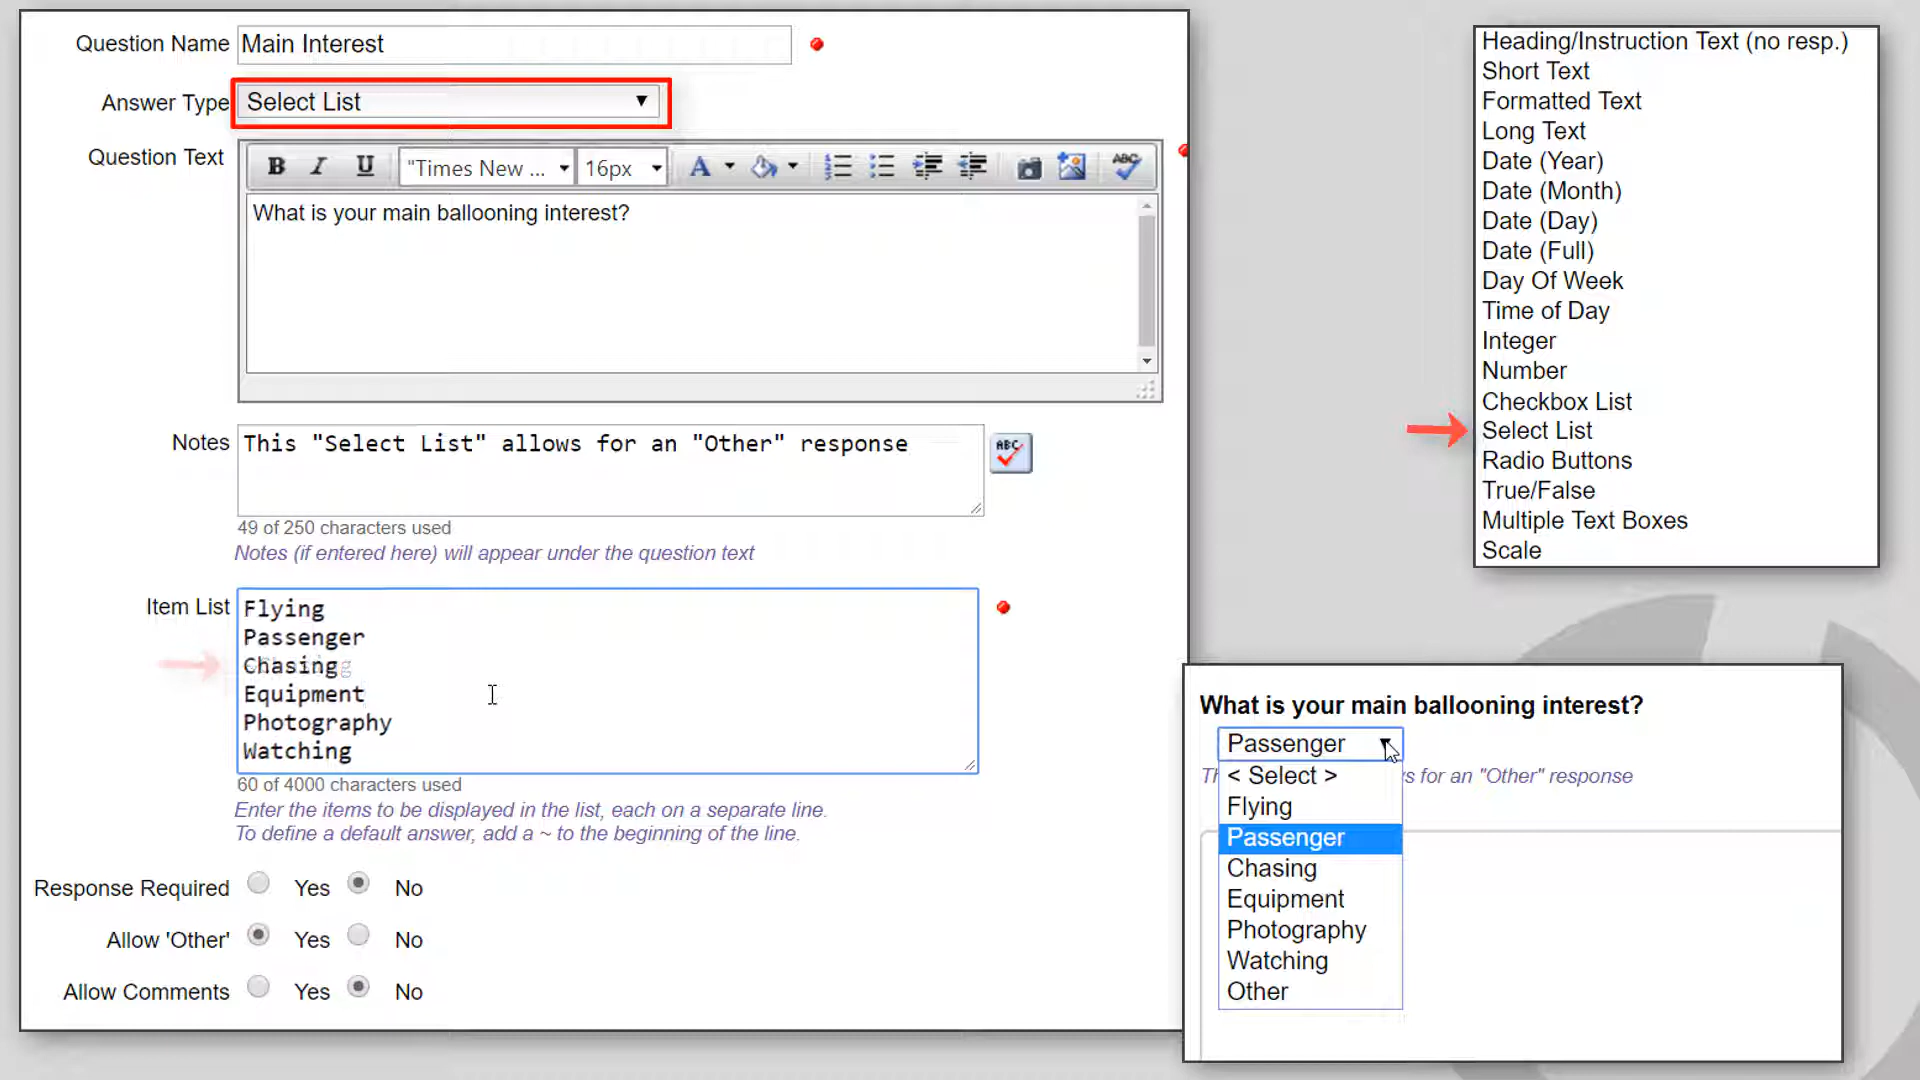 Question Name Main Interest
Answer Type Select List
Question Text
B I U "Times New ... 16px A ABC
What is your main ballooning interest?
Notes This "Select List" allows for an "Other" response
ABC
49 of 250 characters used
Notes (if entered here) will appear under the question text
Item List Flying
Passenger
Chasing
Equipment
Photography
Watching
60 of 4000 characters used
Enter the items to be displayed in the list, each on a separate line.
To define a default answer, add a ~ to the beginning of the line.
Response Required Yes No
Allow 'Other' Yes No
Allow Comments Yes No
Heading/Instruction Text (no resp.)
Short Text
Formatted Text
Long Text
Date (Year)
Date (Month)
Date (Day)
Date (Full)
Day Of Week
Time of Day
Integer
Number
Checkbox List
Select List
Radio Buttons
True/False
Multiple Text Boxes
Scale
What is your main ballooning interest?
Passenger
for an "Other" response
< Select >
Flying
Passenger
Chasing
Equipment
Photography
Watching
Other